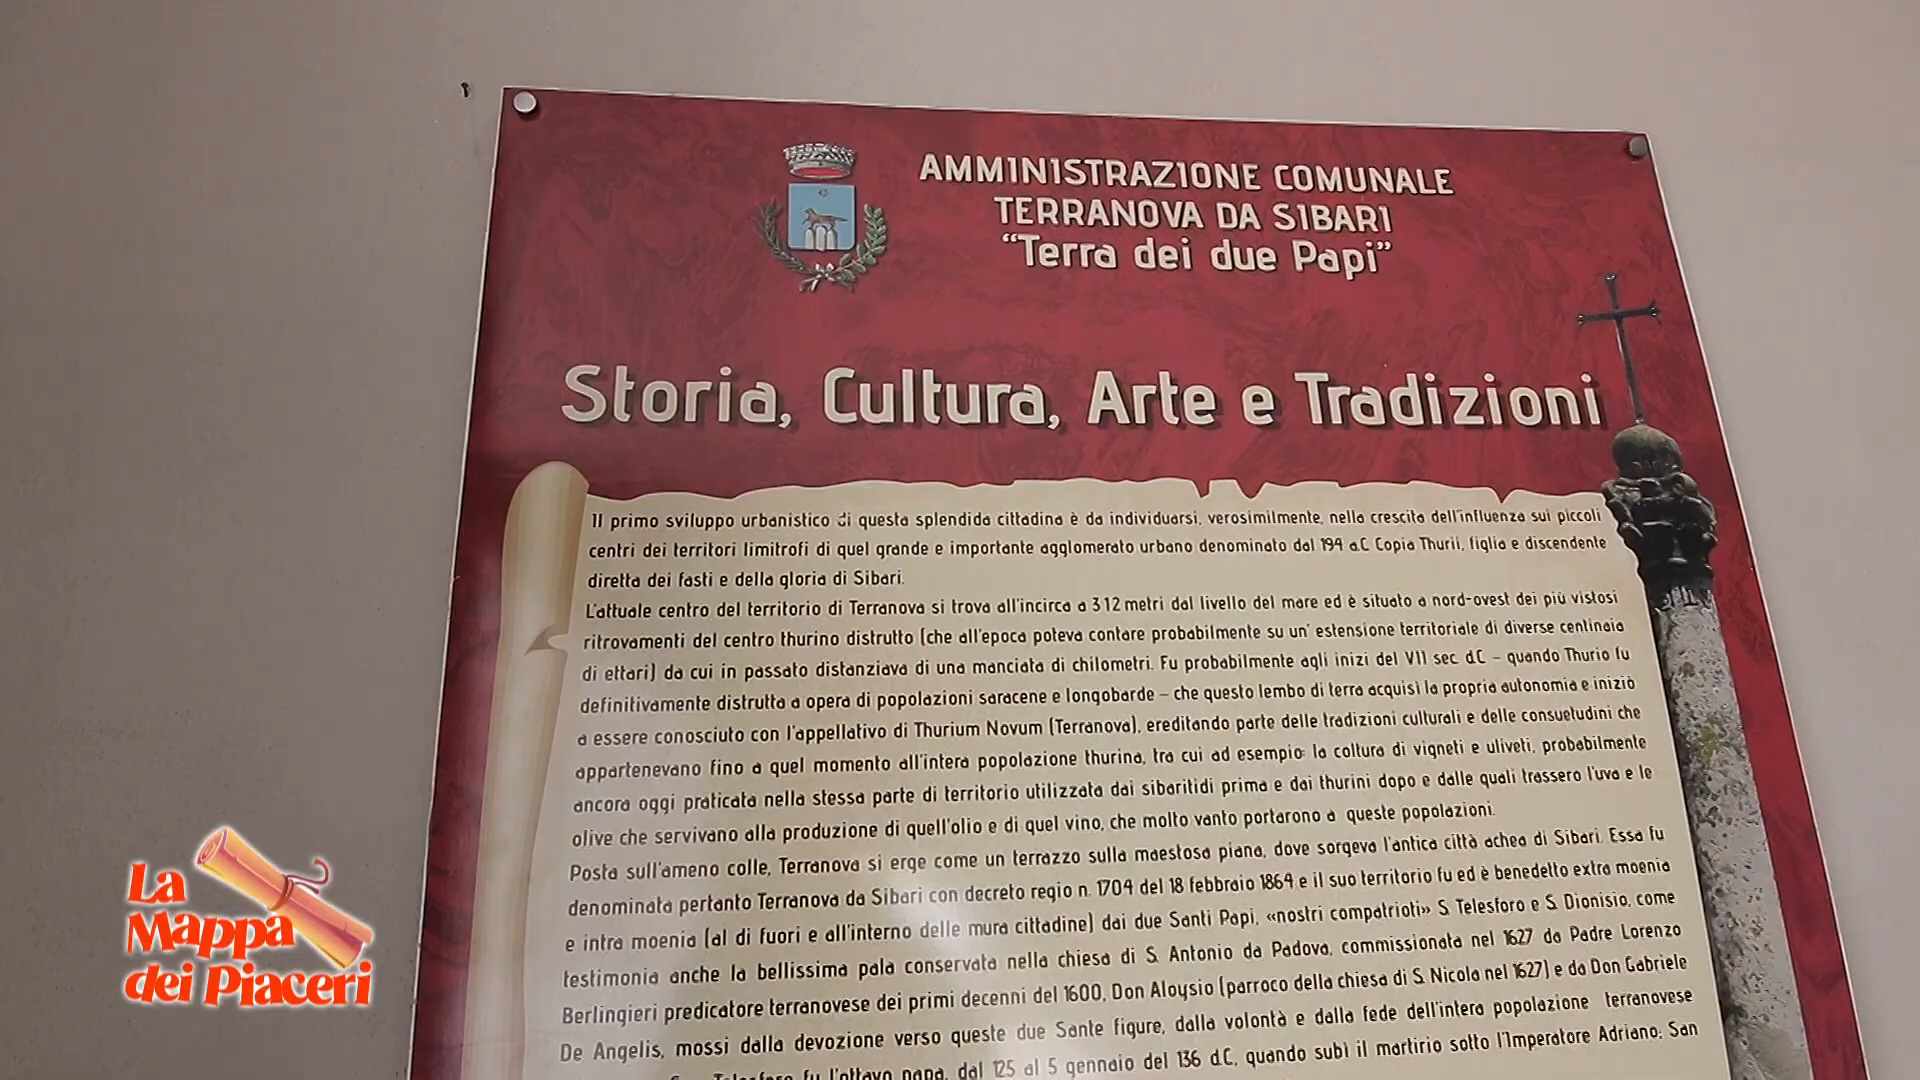 AMMINISTRAZIONE COMUNALE
TERRANOVA DA SIBARI
“Terra dei due Papi”
Storia, Cultura, Arte e Tradizioni
Il primo sviluppo urbanistico di questa splendida cittadina è da individuarsi, verosimilmente, nella crescita dell'influenza sui piccoli
centri dei territori limitrofi di quel grande e importante agglomerato urbano denominato dal 194 a.C Copia Thurii, figlia e discendente
diretta dei fasti e della gloria di Sibari.
L'attuale centro del territorio di Terranova si trova all'incirca a 312 metri dal livello del mare ed è situato a nord-ovest dei più vistosi
ritrovamenti del centro thurino distrutto (che all'epoca poteva contare probabilmente su un' estensione territoriale di diverse centinaia
di ettari) da cui in passato distanziava di una manciata di chilometri. Fu probabilmente agli inizi del VII sec d.C – quando Thurio fu
definitivamente distrutta a opera di popolazioni saracene e longobarde – che questo lembo di terra acquisì la propria autonomia e iniziò
a essere conosciuto con l'appellativo di Thurium Novum (Terranova), ereditando parte delle tradizioni culturali e delle consuetudini che
appartenevano fino a quel momento all'intera popolazione thurina, tra cui ad esempio: la coltura di vigneti e uliveti, probabilmente
ancora oggi praticata nella stessa parte di territorio utilizzata dai sibaritidi prima e dai thurini dopo e dalle quali trassero l'uva e le
olive che servivano alla produzione di quell'olio e di quel vino, che molto vanto portarono a queste popolazioni.
Posta sull'ameno colle, Terranova si erge come un terrazzo sulla maestosa piana, dove sorgeva l'antica città achea di Sibari. Essa fu
denominata pertanto Terranova da Sibari con decreto regio n. 1704 del 18 febbraio 1864 e il suo territorio fu ed è benedetto extra moenia
e intra moenia (al di fuori e all'interno delle mura cittadine) dai due Santi Papi, «nostri compatrioti» S. Telesforo e S. Dionisio, come
testimonia anche la bellissima pala conservata nella chiesa di S. Antonio da Padova, commissionata nel 1627 da Padre Lorenzo
Berlingieri predicatore terranovese dei primi decenni del 1600, Don Aloysio (parroco della chiesa di S. Nicola nel 1627) e da Don Gabriele
De Angelis, mossi dalla devozione verso queste due Sante figure, dalla volontà e dalla fede dell'intera popolazione terranovese
Telesforo fu l'ottavo papa, dal 125 al 5 gennaio del 136 d.C, quando subì il martirio sotto l'Imperatore Adriano; San
La
Mappa
dei Piaceri